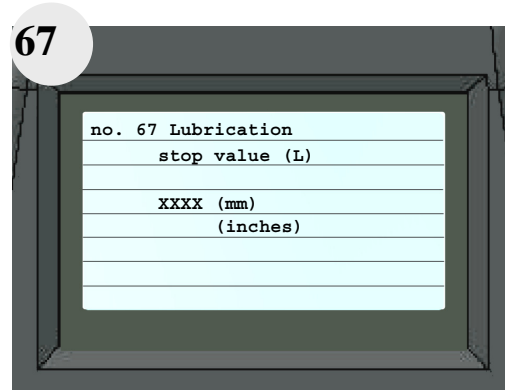 67
no. 67 Lubrication
stop value (L)
XXXX (mm)
(inches)